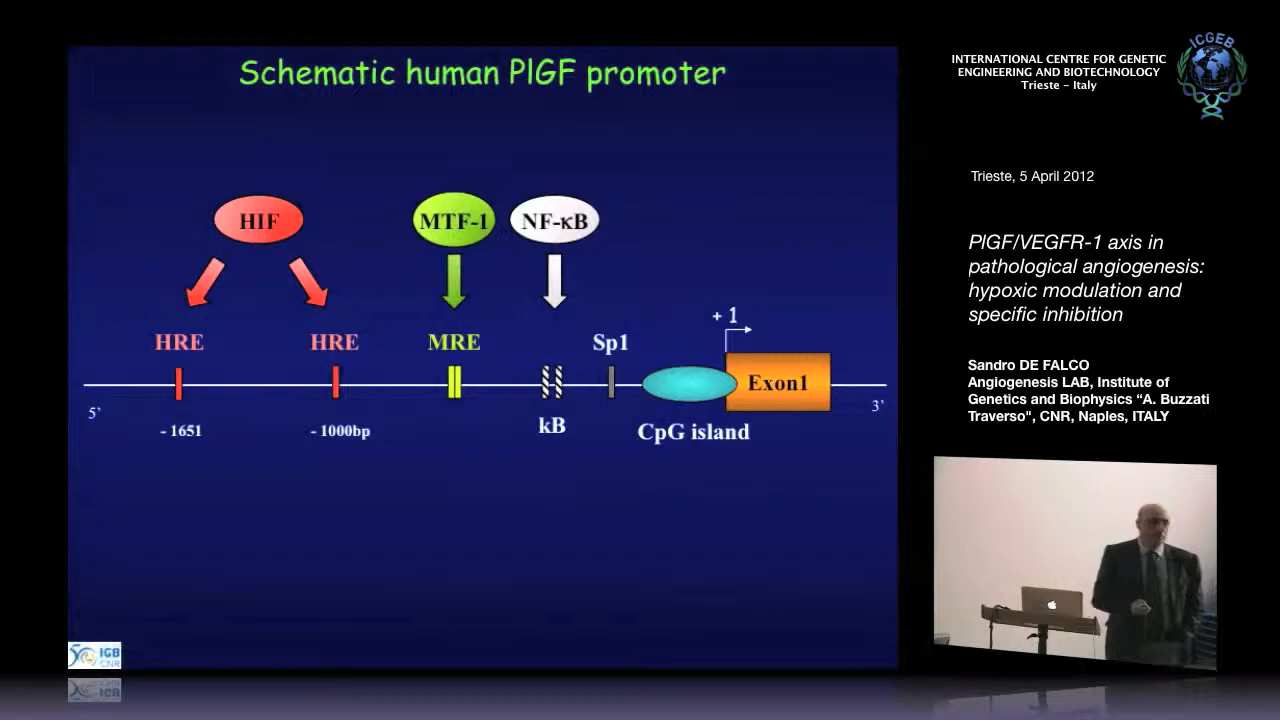 Schematic human PlGF promoter
HIF
MTF-1
NF-κB
HRE
HRE
MRE
Sp1
+ 1
Exon1
5’
3’
- 1651
- 1000bp
kB
CpG island
IGB
CNR
INTERNATIONAL CENTRE FOR GENETIC
ENGINEERING AND BIOTECHNOLOGY
Trieste - Italy
ICGEB
Trieste, 5 April 2012
PlGF/VEGFR-1 axis in
pathological angiogenesis:
hypoxic modulation and
specific inhibition
Sandro DE FALCO
Angiogenesis LAB, Institute of
Genetics and Biophysics “A. Buzzati
Traverso", CNR, Naples, ITALY